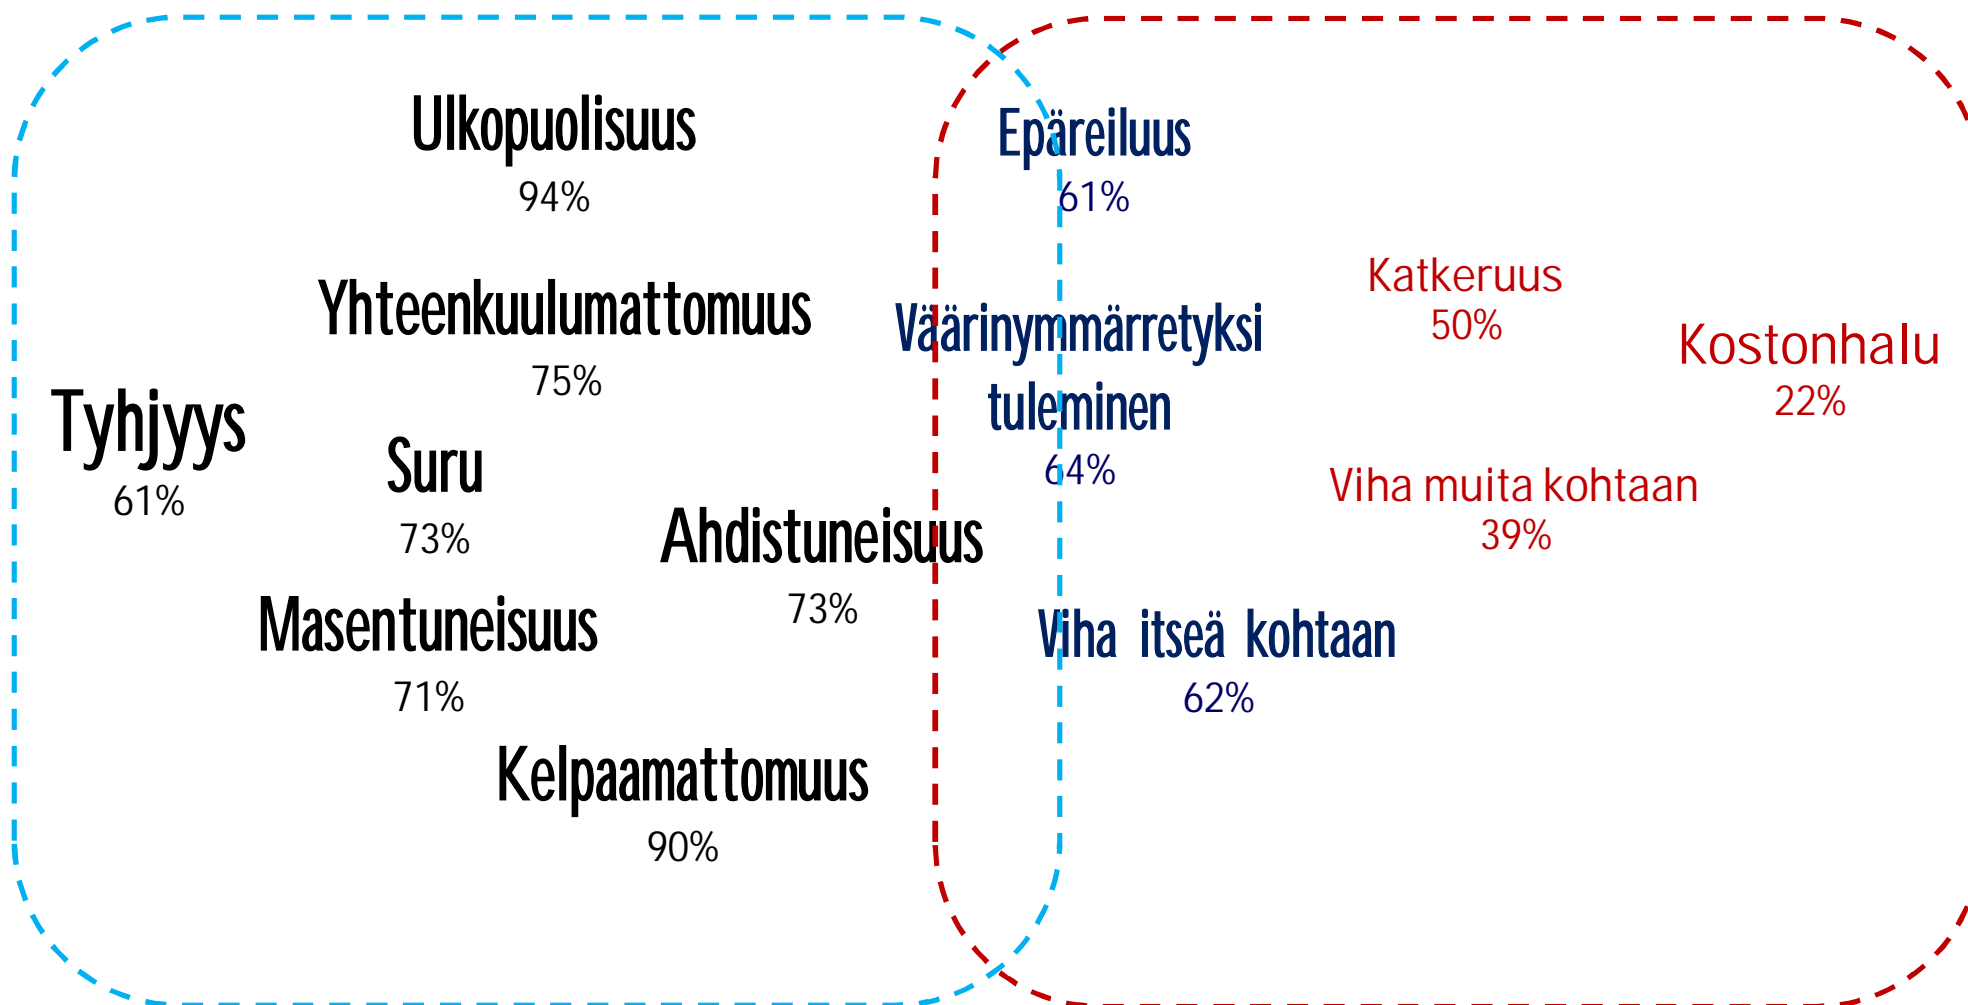 Ulkopuolisuus
94%
Yhteenkuulumattomuus
75%
Tyhjyys
61%
Suru
73%
Ahdistuneisuus
73%
Masentuneisuus
71%
Kelpaamattomuus
90%
Epäreiluus
61%
Väärinymmärretyksi
tuleminen
64%
Viha itseä kohtaan
62%
Katkeruus
50%
Kostonhalu
22%
Viha muita kohtaan
39%